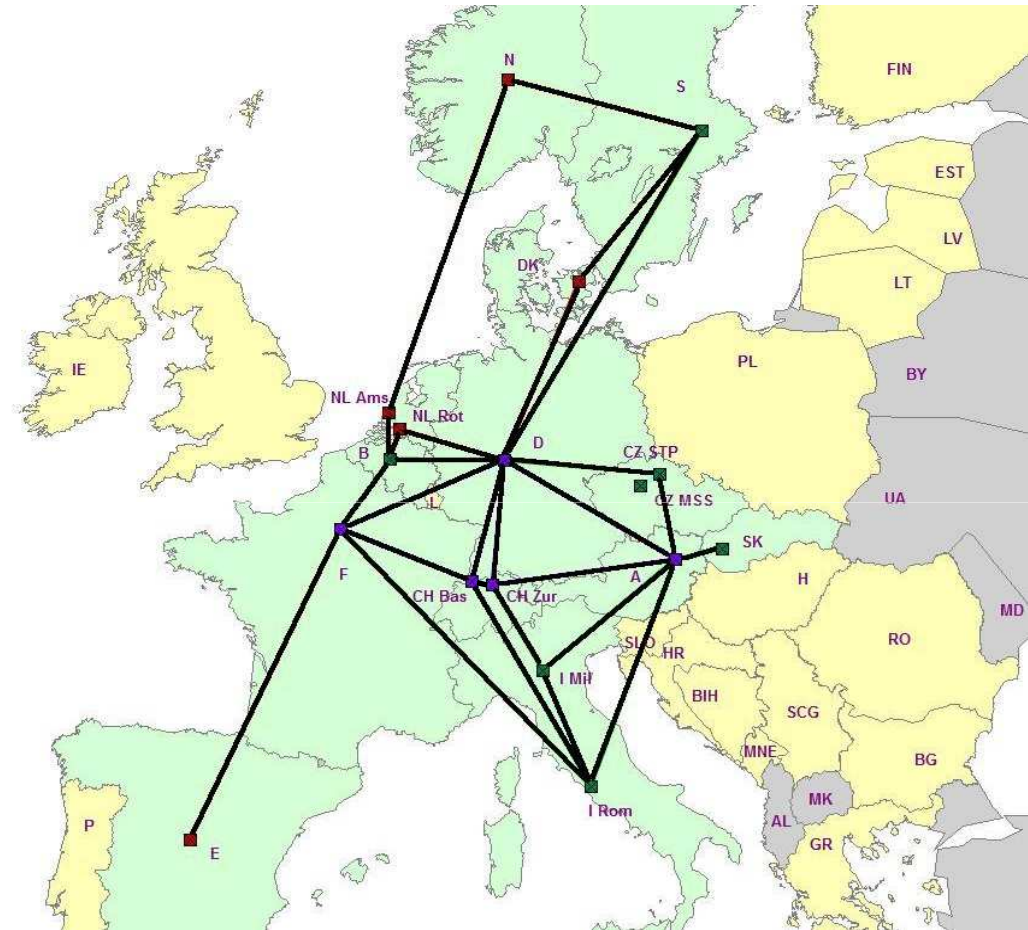 N
S
FIN
EST
LV
DK
LT
IE
PL
BY
NL Ams
NL Rot
D
B
CZ STP
L
CZ MSS
UA
SK
F
A
H
CH Bas
CH Zur
MD
SLO
HR
RO
I Mil
BIH
SCG
MNE
BG
MK
I Rom
AL
P
GR
E